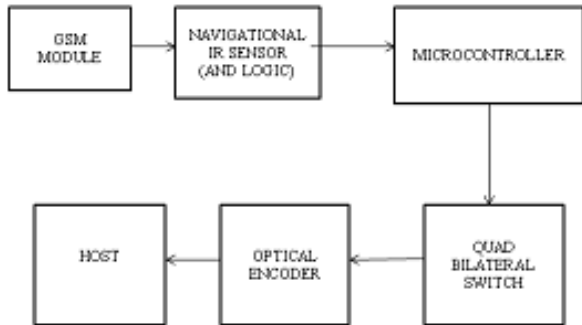 GSM
MODULE
NAVIGATIONAL
IR SENSOR
(AND LOGIC)
MICROCONTROLLER
HOST
OPTICAL
ENCODER
QUAD
BILATERAL
SWITCH